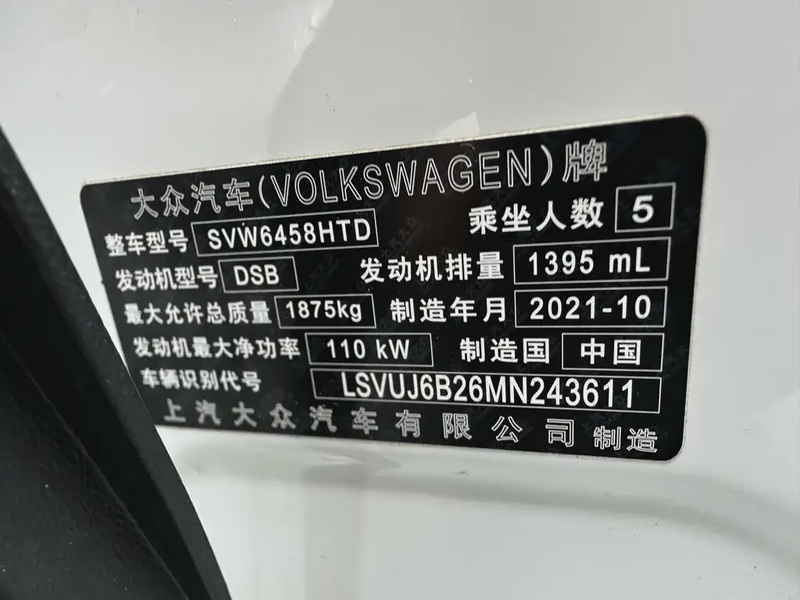 大众汽车(VOLKSWAGEN)牌
整车型号 SVW6458HTD 乘坐人数 5
发动机型号 DSB 发动机排量 1395 mL
最大允许总质量 1875kg 制造年月 2021-10
发动机最大净功率 110 kW 制造国 中国
车辆识别代号 LSVUJ6B26MN243611
上汽大众汽车有限公司 制造